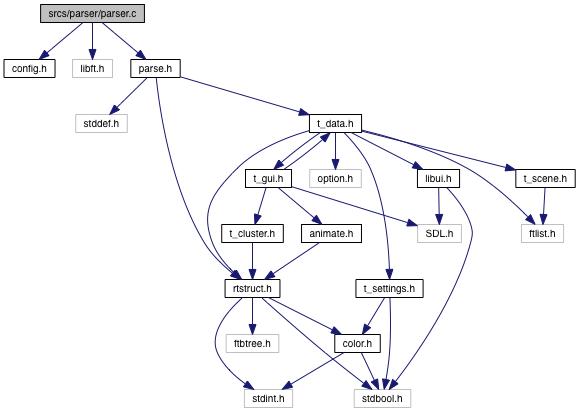 srcs/parser/parser.c
config.h
libft.h
parse.h
stddef.h
t_data.h
t_gui.h
option.h
libui.h
t_scene.h
t_cluster.h
animate.h
SDL.h
ftlist.h
rtstruct.h
t_settings.h
ftbtree.h
color.h
stdint.h
stdbool.h